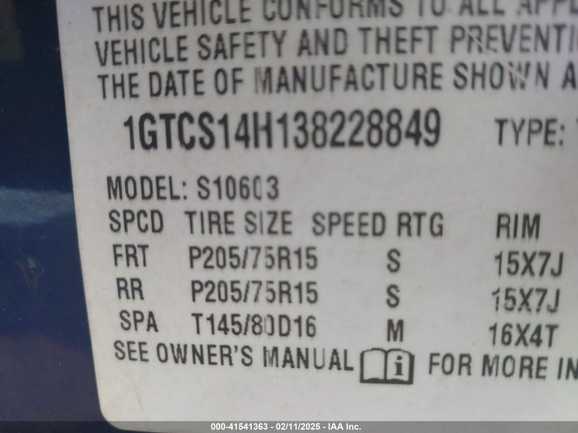 THIS VEHICLE CONFORMS TO ALL APPL
VEHICLE SAFETY AND THEFT PREVENTI
THE DATE OF MANUFACTURE SHOWN A
1GTCS14H138228849 TYPE:
MODEL: S10603
SPCD TIRE SIZE SPEED RTG RIM
FRT P205/75R15 S 15X7J
RR P205/75R15 S 15X7J
SPA T145/80D16 M 16X4T
SEE OWNER'S MANUAL i FOR MORE IN
000-41541363 - 02/11/2025 - IAA Inc.